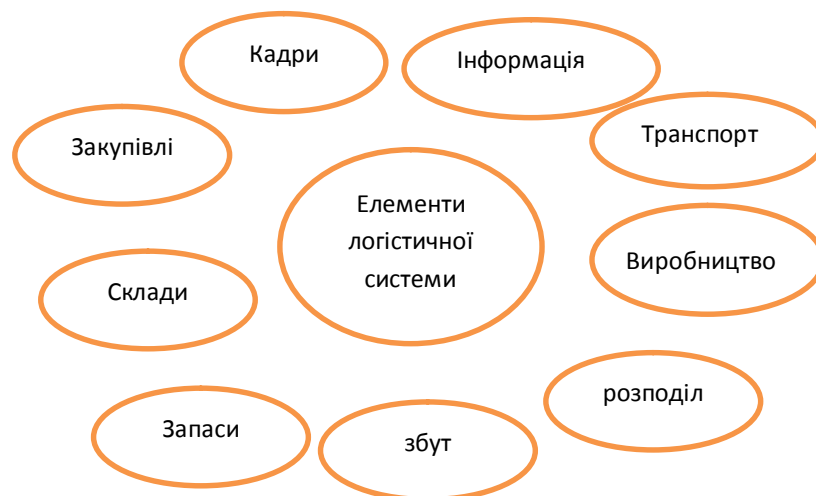 Кадри
Інформація
Транспорт
Закупівлі
Елементи
логістичної
системи
Виробництво
Склади
розподіл
Запаси
збут